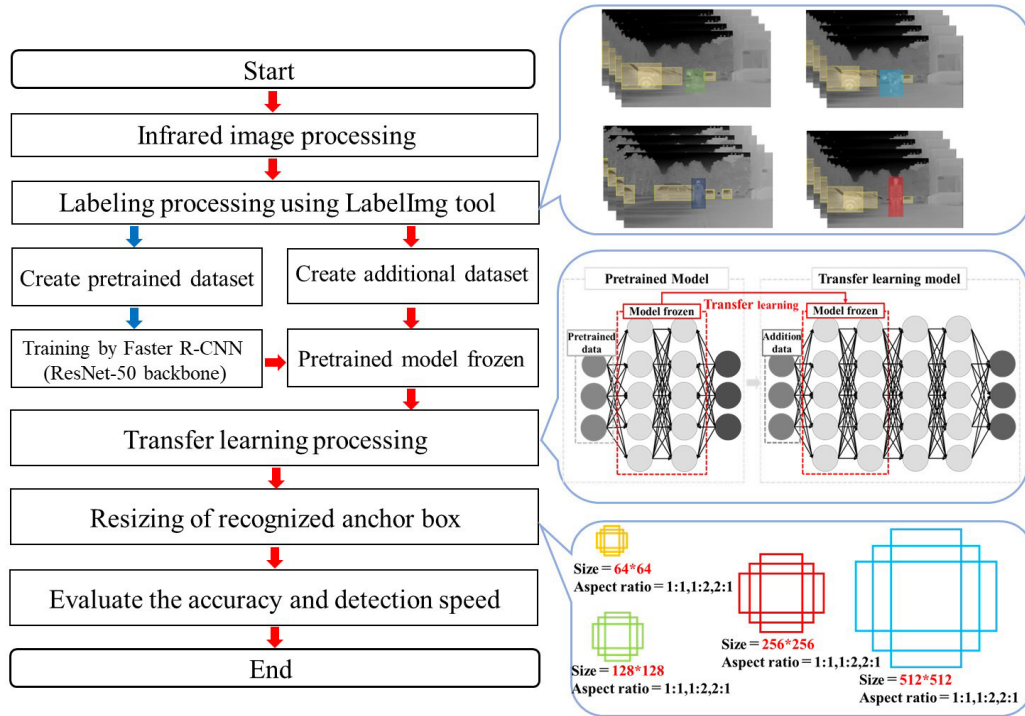 Start
Infrared image processing
Labeling processing using LabelImg tool
Create pretrained dataset
Create additional dataset
Training by Faster R-CNN
(ResNet-50 backbone)
Pretrained model frozen
Transfer learning processing
Resizing of recognized anchor box
Evaluate the accuracy and detection speed
End
Pretrained Model
Transfer learning model
Transfer learning
Model frozen
Model frozen
Pretrained
data
Addition
data
Size = 64*64
Aspect ratio = 1:1,1:2,2:1
Size = 128*128
Aspect ratio = 1:1,1:2,2:1
Size = 256*256
Aspect ratio = 1:1,1:2,2:1
Size = 512*512
Aspect ratio = 1:1,1:2,2:1